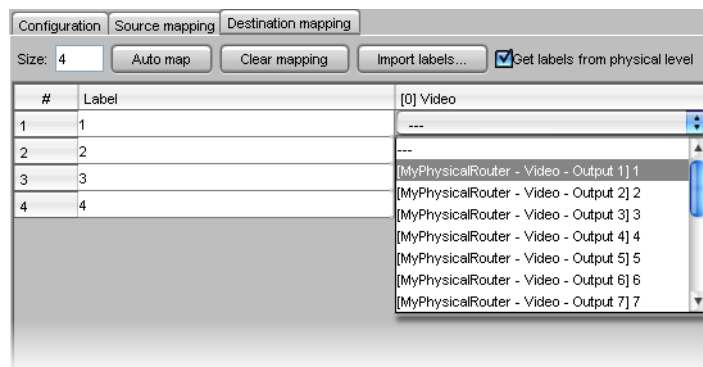 Configuration Source mapping Destination mapping
Size: 4 Auto map Clear mapping Import labels... Get labels from physical level
# Label [0] Video
1 1 ---
2 2 ---
3 3 [MyPhysicalRouter - Video - Output 1] 1
4 4 [MyPhysicalRouter - Video - Output 2] 2
[MyPhysicalRouter - Video - Output 3] 3
[MyPhysicalRouter - Video - Output 4] 4
[MyPhysicalRouter - Video - Output 5] 5
[MyPhysicalRouter - Video - Output 6] 6
[MyPhysicalRouter - Video - Output 7] 7